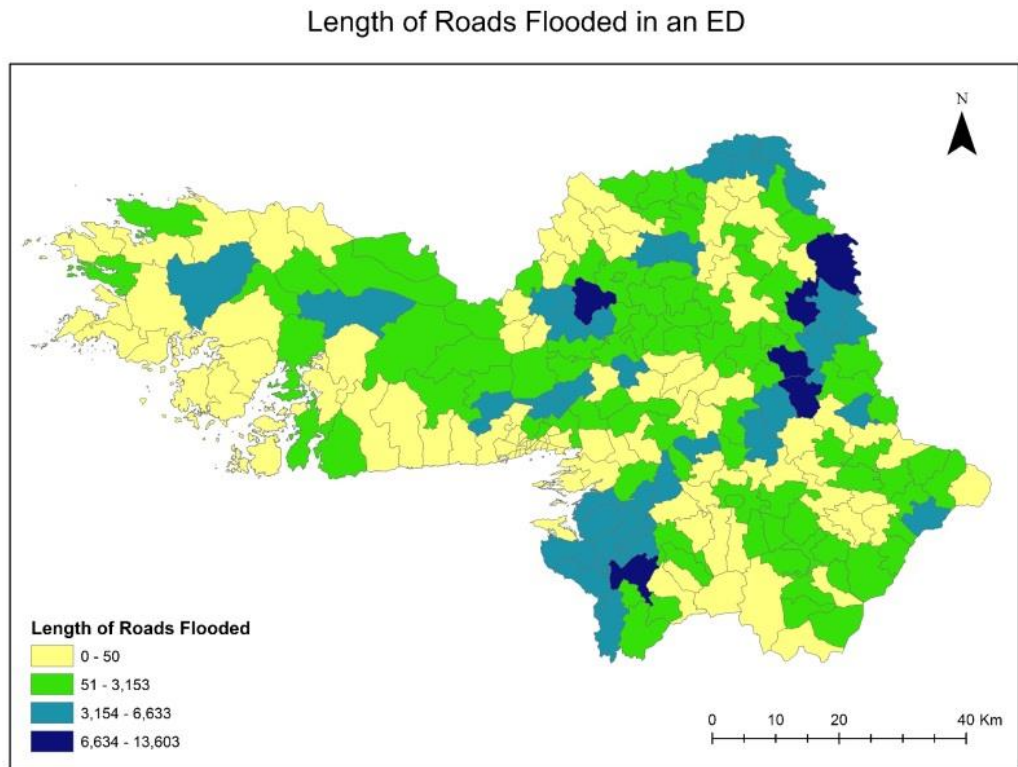 Length of Roads Flooded in an ED
N
Length of Roads Flooded
0 - 50
51 - 3,153
3,154 - 6,633
6,634 - 13,603
0 10 20 40 Km